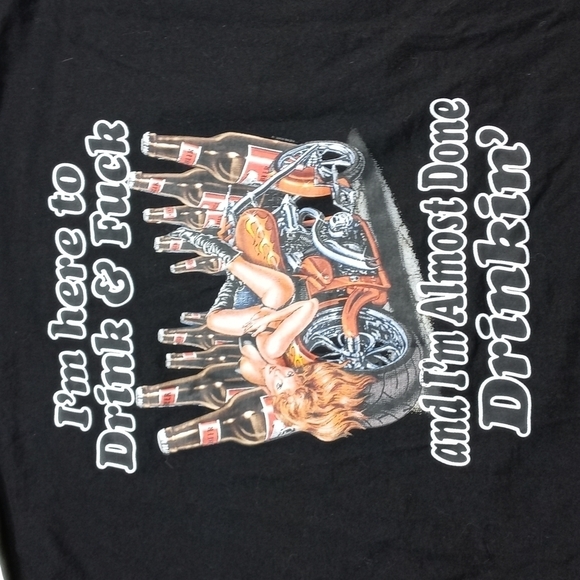 I'm here to
Drink & Fuck
and I'm Almost Done
Drinkin'